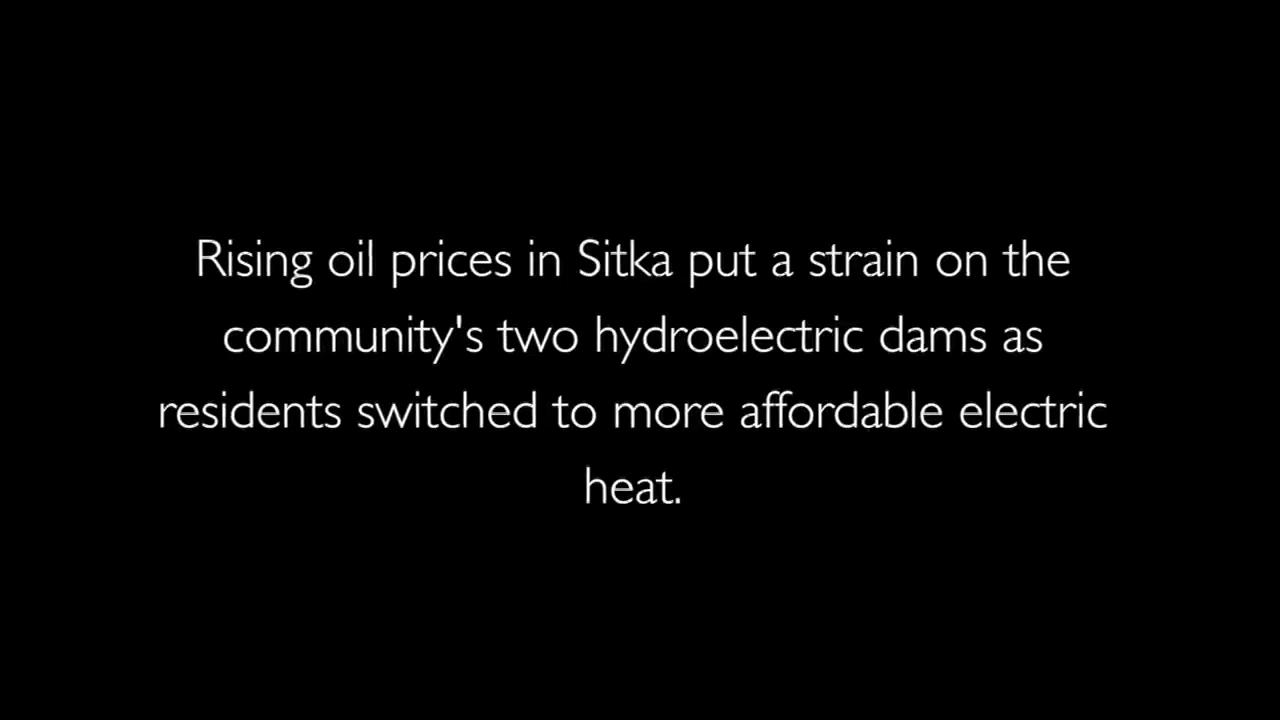 Rising oil prices in Sitka put a strain on the
community's two hydroelectric dams as
residents switched to more affordable electric
heat.